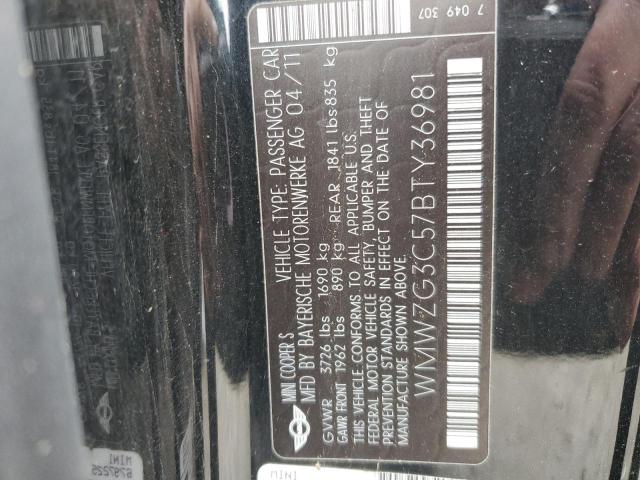 7 049 307
MINI COOPER S VEHICLE TYPE: PASSENGER CAR
MFD BY BAYERISCHE MOTORENWERKE AG 04/11
GVWR 3726 lbs 1690 kg
GAWR FRONT 1962 lbs 890 kg - REAR 1841 lbs 835 kg
THIS VEHICLE CONFORMS TO ALL APPLICABLE U.S.
FEDERAL MOTOR VEHICLE SAFETY, BUMPER AND THEFT
PREVENTION STANDARDS IN EFFECT ON THE DATE OF
MANUFACTURE SHOWN ABOVE.
WMWZG3C57BTY36981
MINI
MINI